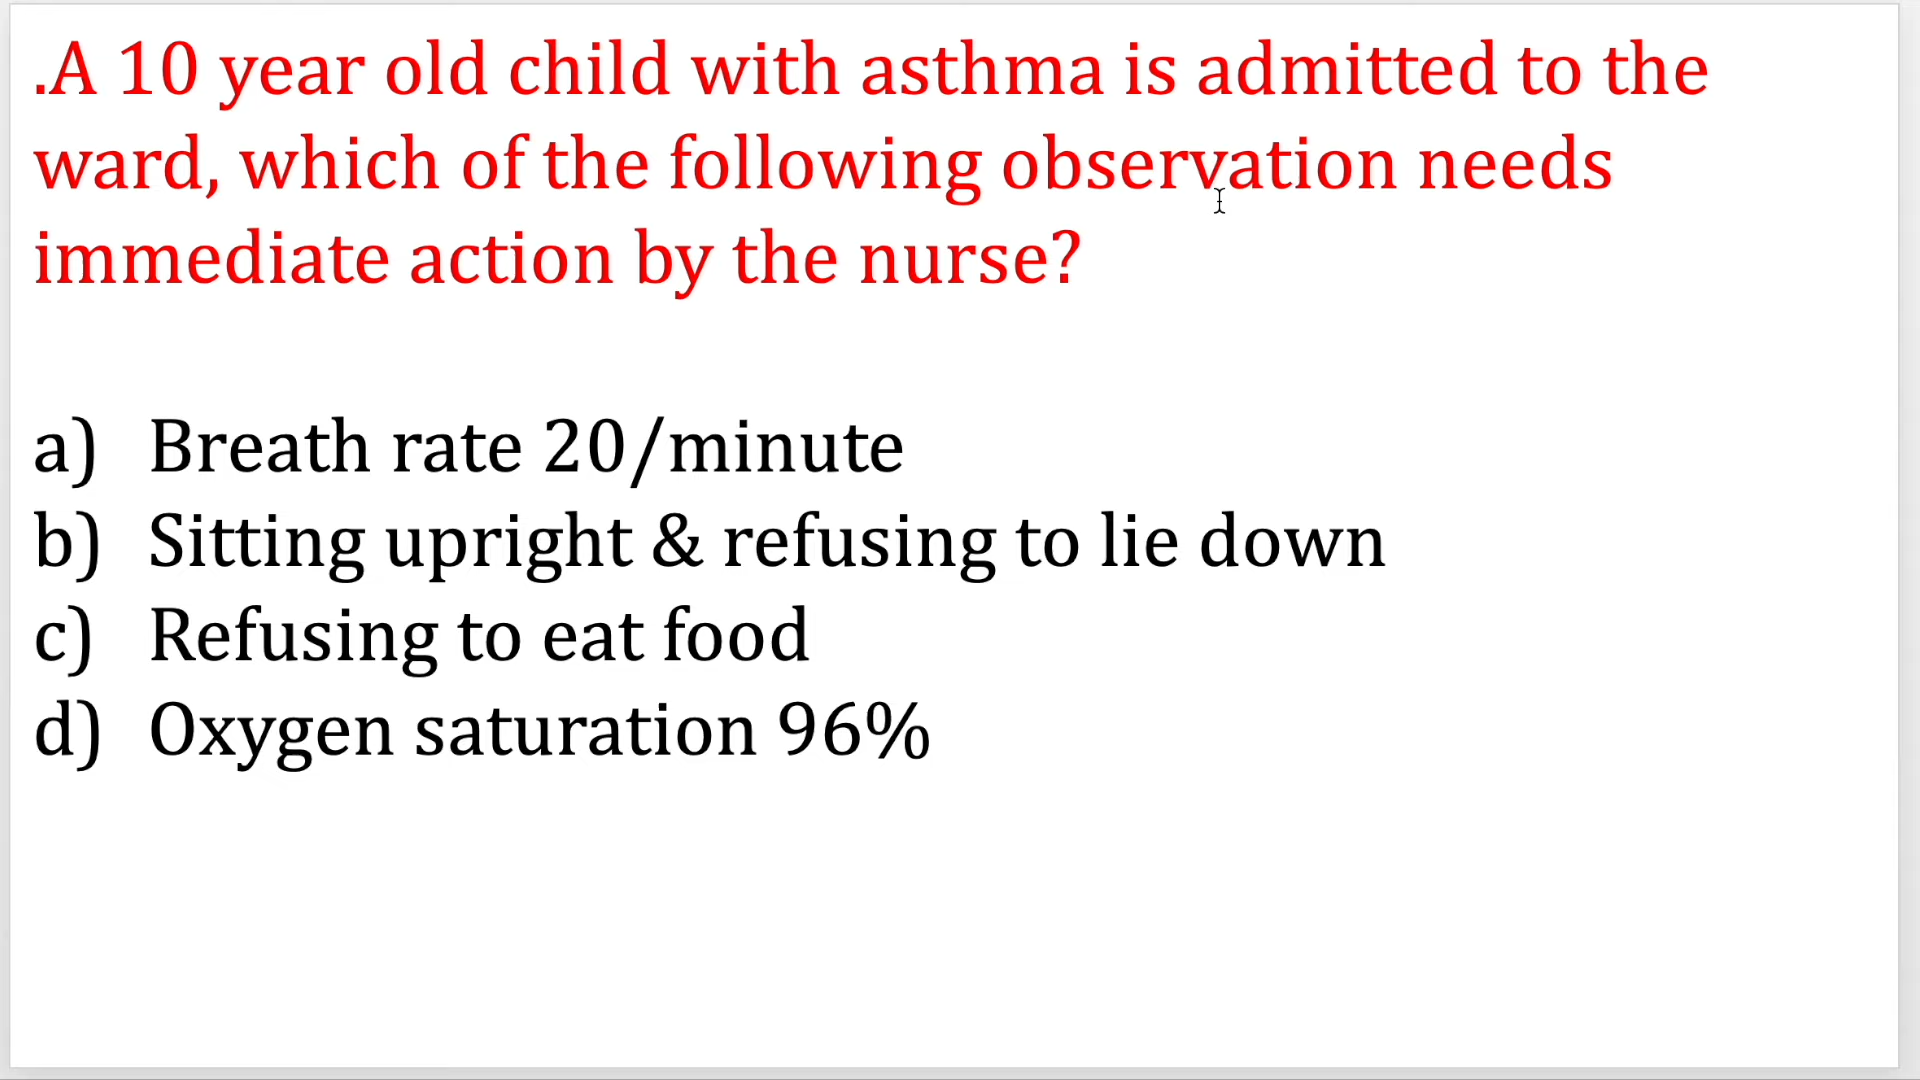 .A 10 year old child with asthma is admitted to the
ward, which of the following observation needs
immediate action by the nurse?
a) Breath rate 20/minute
b) Sitting upright & refusing to lie down
c) Refusing to eat food
d) Oxygen saturation 96%